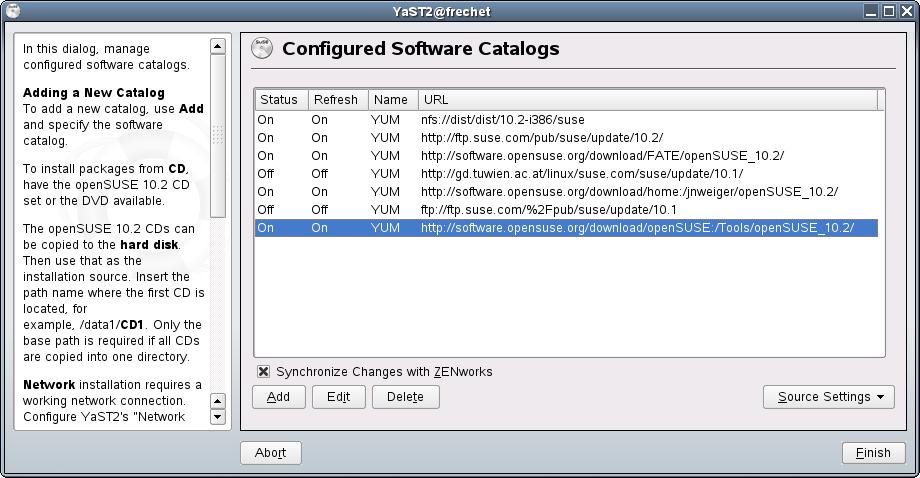 YaST2@frechet
In this dialog, manage
configured software catalogs.
Adding a New Catalog
To add a new catalog, use Add
and specify the software
catalog.
To install packages from CD,
have the openSUSE 10.2 CD
set or the DVD available.
The openSUSE 10.2 CDs can
be copied to the hard disk.
Then use that as the
installation source. Insert the
path name where the first CD is
located, for
example, /data1/CD1. Only the
base path is required if all CDs
are copied into one directory.
Network installation requires a
working network connection.
Configure YaST2's "Network
SUSE
Configured Software Catalogs
Status Refresh Name URL
On On YUM nfs://dist/dist/10.2-i386/suse
On On YUM http://ftp.suse.com/pub/suse/update/10.2/
On On YUM http://software.opensuse.org/download/FATE/openSUSE_10.2/
Off Off YUM http://gd.tuwien.ac.at/linux/suse.com/suse/update/10.1/
On On YUM http://software.opensuse.org/download/home:/jnweiger/openSUSE_10.2/
Off Off YUM ftp://ftp.suse.com/%2Fpub/suse/update/10.1
On On YUM http://software.opensuse.org/download/openSUSE:/Tools/openSUSE_10.2/
Synchronize Changes with ZENworks
Add Edit Delete Source Settings
Abort Finish